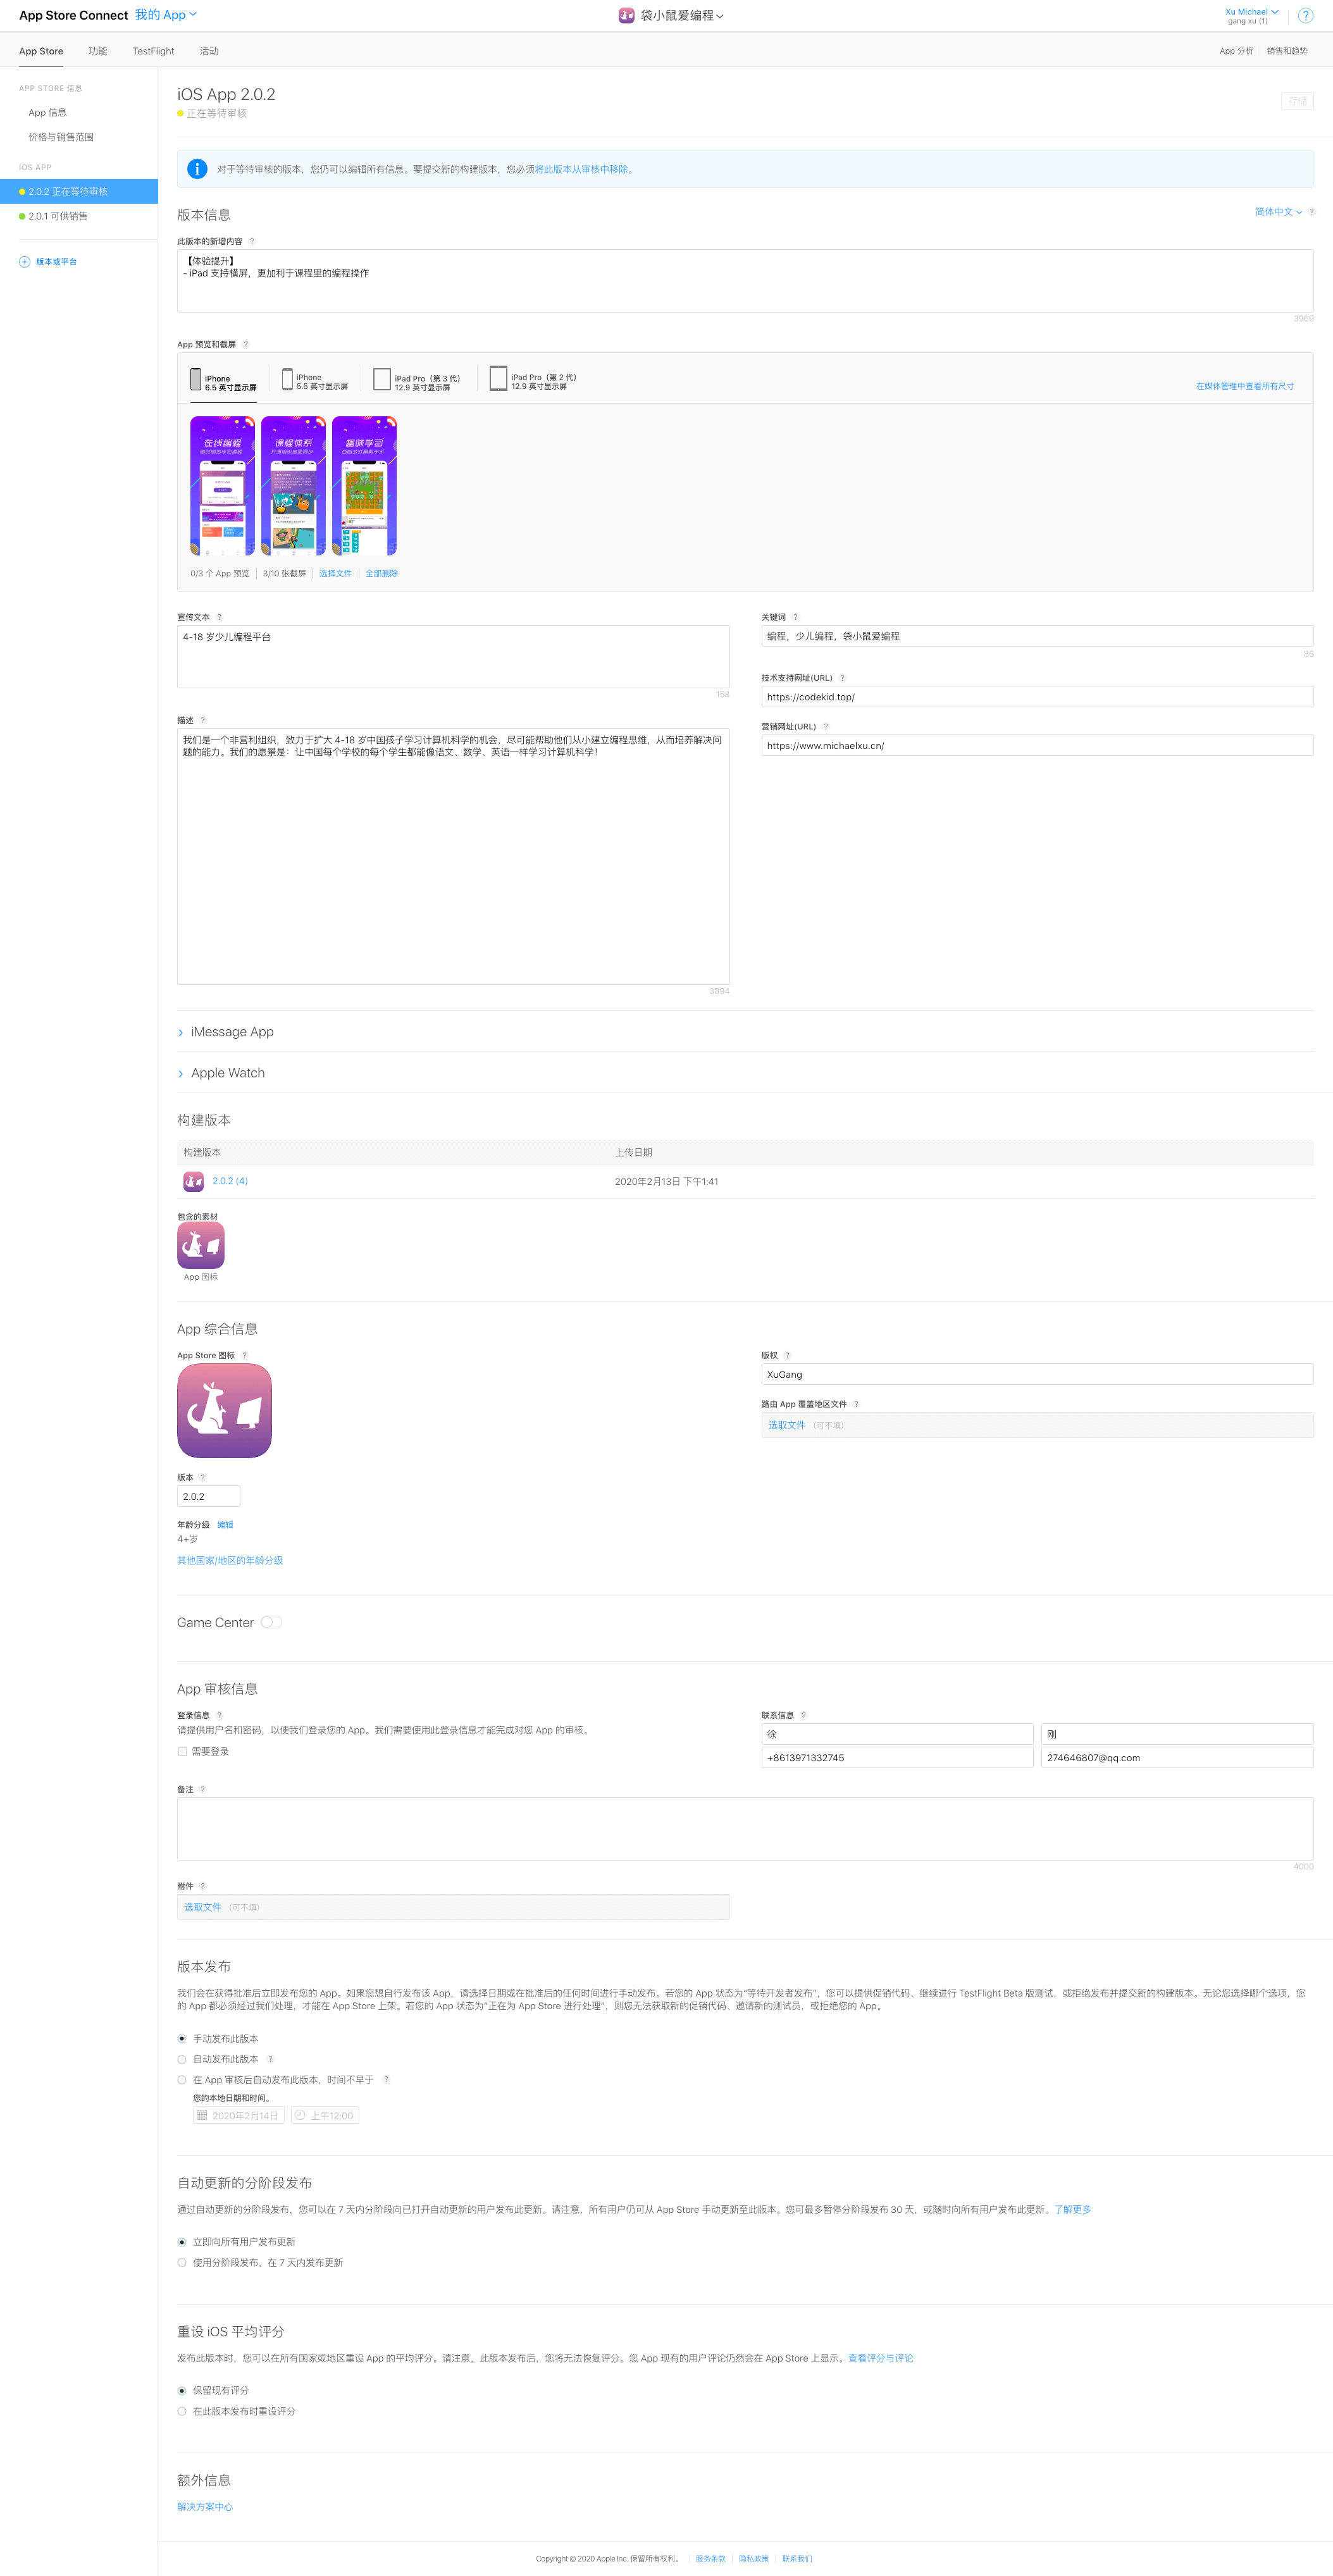 App Store Connect 我的 App
袋小鼠爱编程
Xu Michael
gang xu (1)
?
App Store
功能
TestFlight
活动
App 分析
销售和趋势
APP STORE 信息
App 信息
价格与销售范围
IOS APP
2.0.2 正在等待审核
2.0.1 可供销售
版本或平台
iOS App 2.0.2
正在等待审核
存储
对于等待审核的版本，您仍可以编辑所有信息。要提交新的构建版本，您必须将此版本从审核中移除。
版本信息
简体中文 ?
此版本的新增内容 ?
【体验提升】
- iPad 支持横屏，更加利于课程里的编程操作
3969
App 预览和截屏 ?
iPhone
6.5 英寸显示屏
iPhone
5.5 英寸显示屏
iPad Pro（第 3 代）
12.9 英寸显示屏
iPad Pro（第 2 代）
12.9 英寸显示屏
在媒体管理中查看所有尺寸
在线编程
课程体系
趣味学习
0/3 个 App 预览
3/10 张截屏
选择文件
全部删除
宣传文本 ?
4-18 岁少儿编程平台
158
关键词 ?
编程，少儿编程，袋小鼠爱编程
86
技术支持网址(URL) ?
https://codekid.top/
营销网址(URL) ?
https://www.michaelxu.cn/
描述 ?
我们是一个非营利组织，致力于扩大 4-18 岁中国孩子学习计算机科学的机会，尽可能帮助他们从小建立编程思维，从而培养解决问
题的能力。我们的愿景是：让中国每个学校的每个学生都能像语文、数学、英语一样学习计算机科学！
3894
iMessage App
Apple Watch
构建版本
构建版本
上传日期
2.0.2 (4)
2020年2月13日 下午1:41
包含的素材
App 图标
App 综合信息
App Store 图标 ?
版权 ?
XuGang
路由 App 覆盖地区文件 ?
选取文件 （可不填）
版本 ?
2.0.2
年龄分级 编辑
4+岁
其他国家/地区的年龄分级
Game Center
App 审核信息
登录信息 ?
请提供用户名和密码，以便我们登录您的 App。我们需要使用此登录信息才能完成对您 App 的审核。
需要登录
联系信息 ?
徐
刚
+8613971332745
274646807@qq.com
备注 ?
4000
附件 ?
选取文件 （可不填）
版本发布
我们会在获得批准后立即发布您的 App。如果您想自行发布该 App，请选择日期或在批准后的任何时间进行手动发布。若您的 App 状态为“等待开发者发布”，您可以提供促销代码、继续进行 TestFlight Beta 版测试，或拒绝发布并提交新的构建版本。无论您选择哪个选项，您
的 App 都必须经过我们处理，才能在 App Store 上架。若您的 App 状态为“正在为 App Store 进行处理”，则您无法获取新的促销代码、邀请新的测试员，或拒绝您的 App。
手动发布此版本
自动发布此版本 ?
在 App 审核后自动发布此版本，时间不早于 ?
您的本地日期和时间。
2020年2月14日
上午12:00
自动更新的分阶段发布
通过自动更新的分阶段发布，您可以在 7 天内分阶段向已打开自动更新的用户发布此更新。请注意，所有用户仍可从 App Store 手动更新至此版本。您可最多暂停分阶段发布 30 天，或随时向所有用户发布此更新。了解更多
立即向所有用户发布更新
使用分阶段发布，在 7 天内发布更新
重设 iOS 平均评分
发布此版本时，您可以在所有国家或地区重设 App 的平均评分。请注意，此版本发布后，您将无法恢复评分。您 App 现有的用户评论仍然会在 App Store 上显示。查看评分与评论
保留现有评分
在此版本发布时重设评分
额外信息
解决方案中心
Copyright © 2020 Apple Inc. 保留所有权利。
服务条款
隐私政策
联系我们